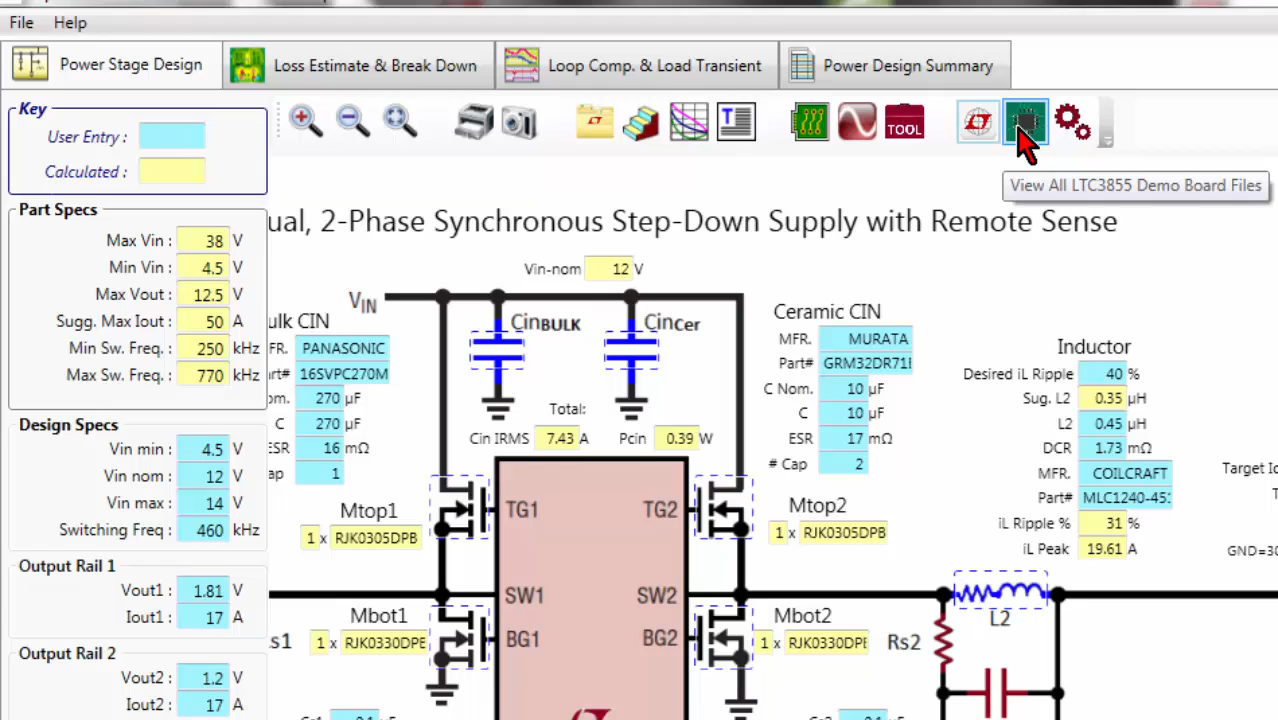 File Help
Power Stage Design
Loss Estimate & Break Down
Loop Comp. & Load Transient
Power Design Summary
Key
User Entry :
Calculated :
TOOL
View All LTC3855 Demo Board Files
Part Specs
Max Vin : 38 V
Min Vin : 4.5 V
Max Vout : 12.5 V
Sugg. Max Iout : 50 A
Min Sw. Freq. : 250 kHz
Max Sw. Freq. : 770 kHz
Design Specs
Vin min : 4.5 V
Vin nom : 12 V
Vin max : 14 V
Switching Freq : 460 kHz
Output Rail 1
Vout1 : 1.81 V
Iout1 : 17 A
Output Rail 2
Vout2 : 1.2 V
Iout2 : 17 A
ual, 2-Phase Synchronous Step-Down Supply with Remote Sense
Vin-nom 12 V
VIN
ulk CIN
FR. PANASONIC
rt# 16SVPC270M
om. 270 µF
C 270 µF
ESR 16 mΩ
ap 1
CinBULK
CinCer
Total:
Cin IRMS 7.43 A
Pcin 0.39 W
Ceramic CIN
MFR. MURATA
Part# GRM32DR71
C Nom. 10 µF
C 10 µF
ESR 17 mΩ
# Cap 2
Inductor
Desired iL Ripple 40 %
Sug. L2 0.35 µH
L2 0.45 µH
DCR 1.73 mΩ
MFR. COILCRAFT
Part# MLC1240-451
iL Ripple % 31 %
iL Peak 19.61 A
Target I
GND=3
Mtop1
1 x RJK0305DPB
TG1
TG2
Mtop2
1 x RJK0305DPB
SW1
SW2
Mbot1
s1 1 x RJK0330DPB
BG1
BG2
Mbot2
1 x RJK0330DPB
Rs2
L2